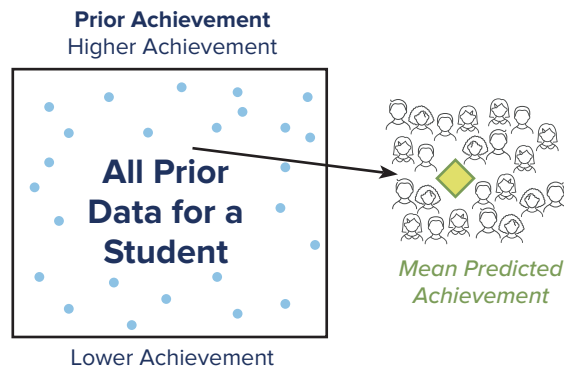 Prior Achievement
Higher Achievement
All Prior
Data for a
Student
Mean Predicted
Achievement
Lower Achievement